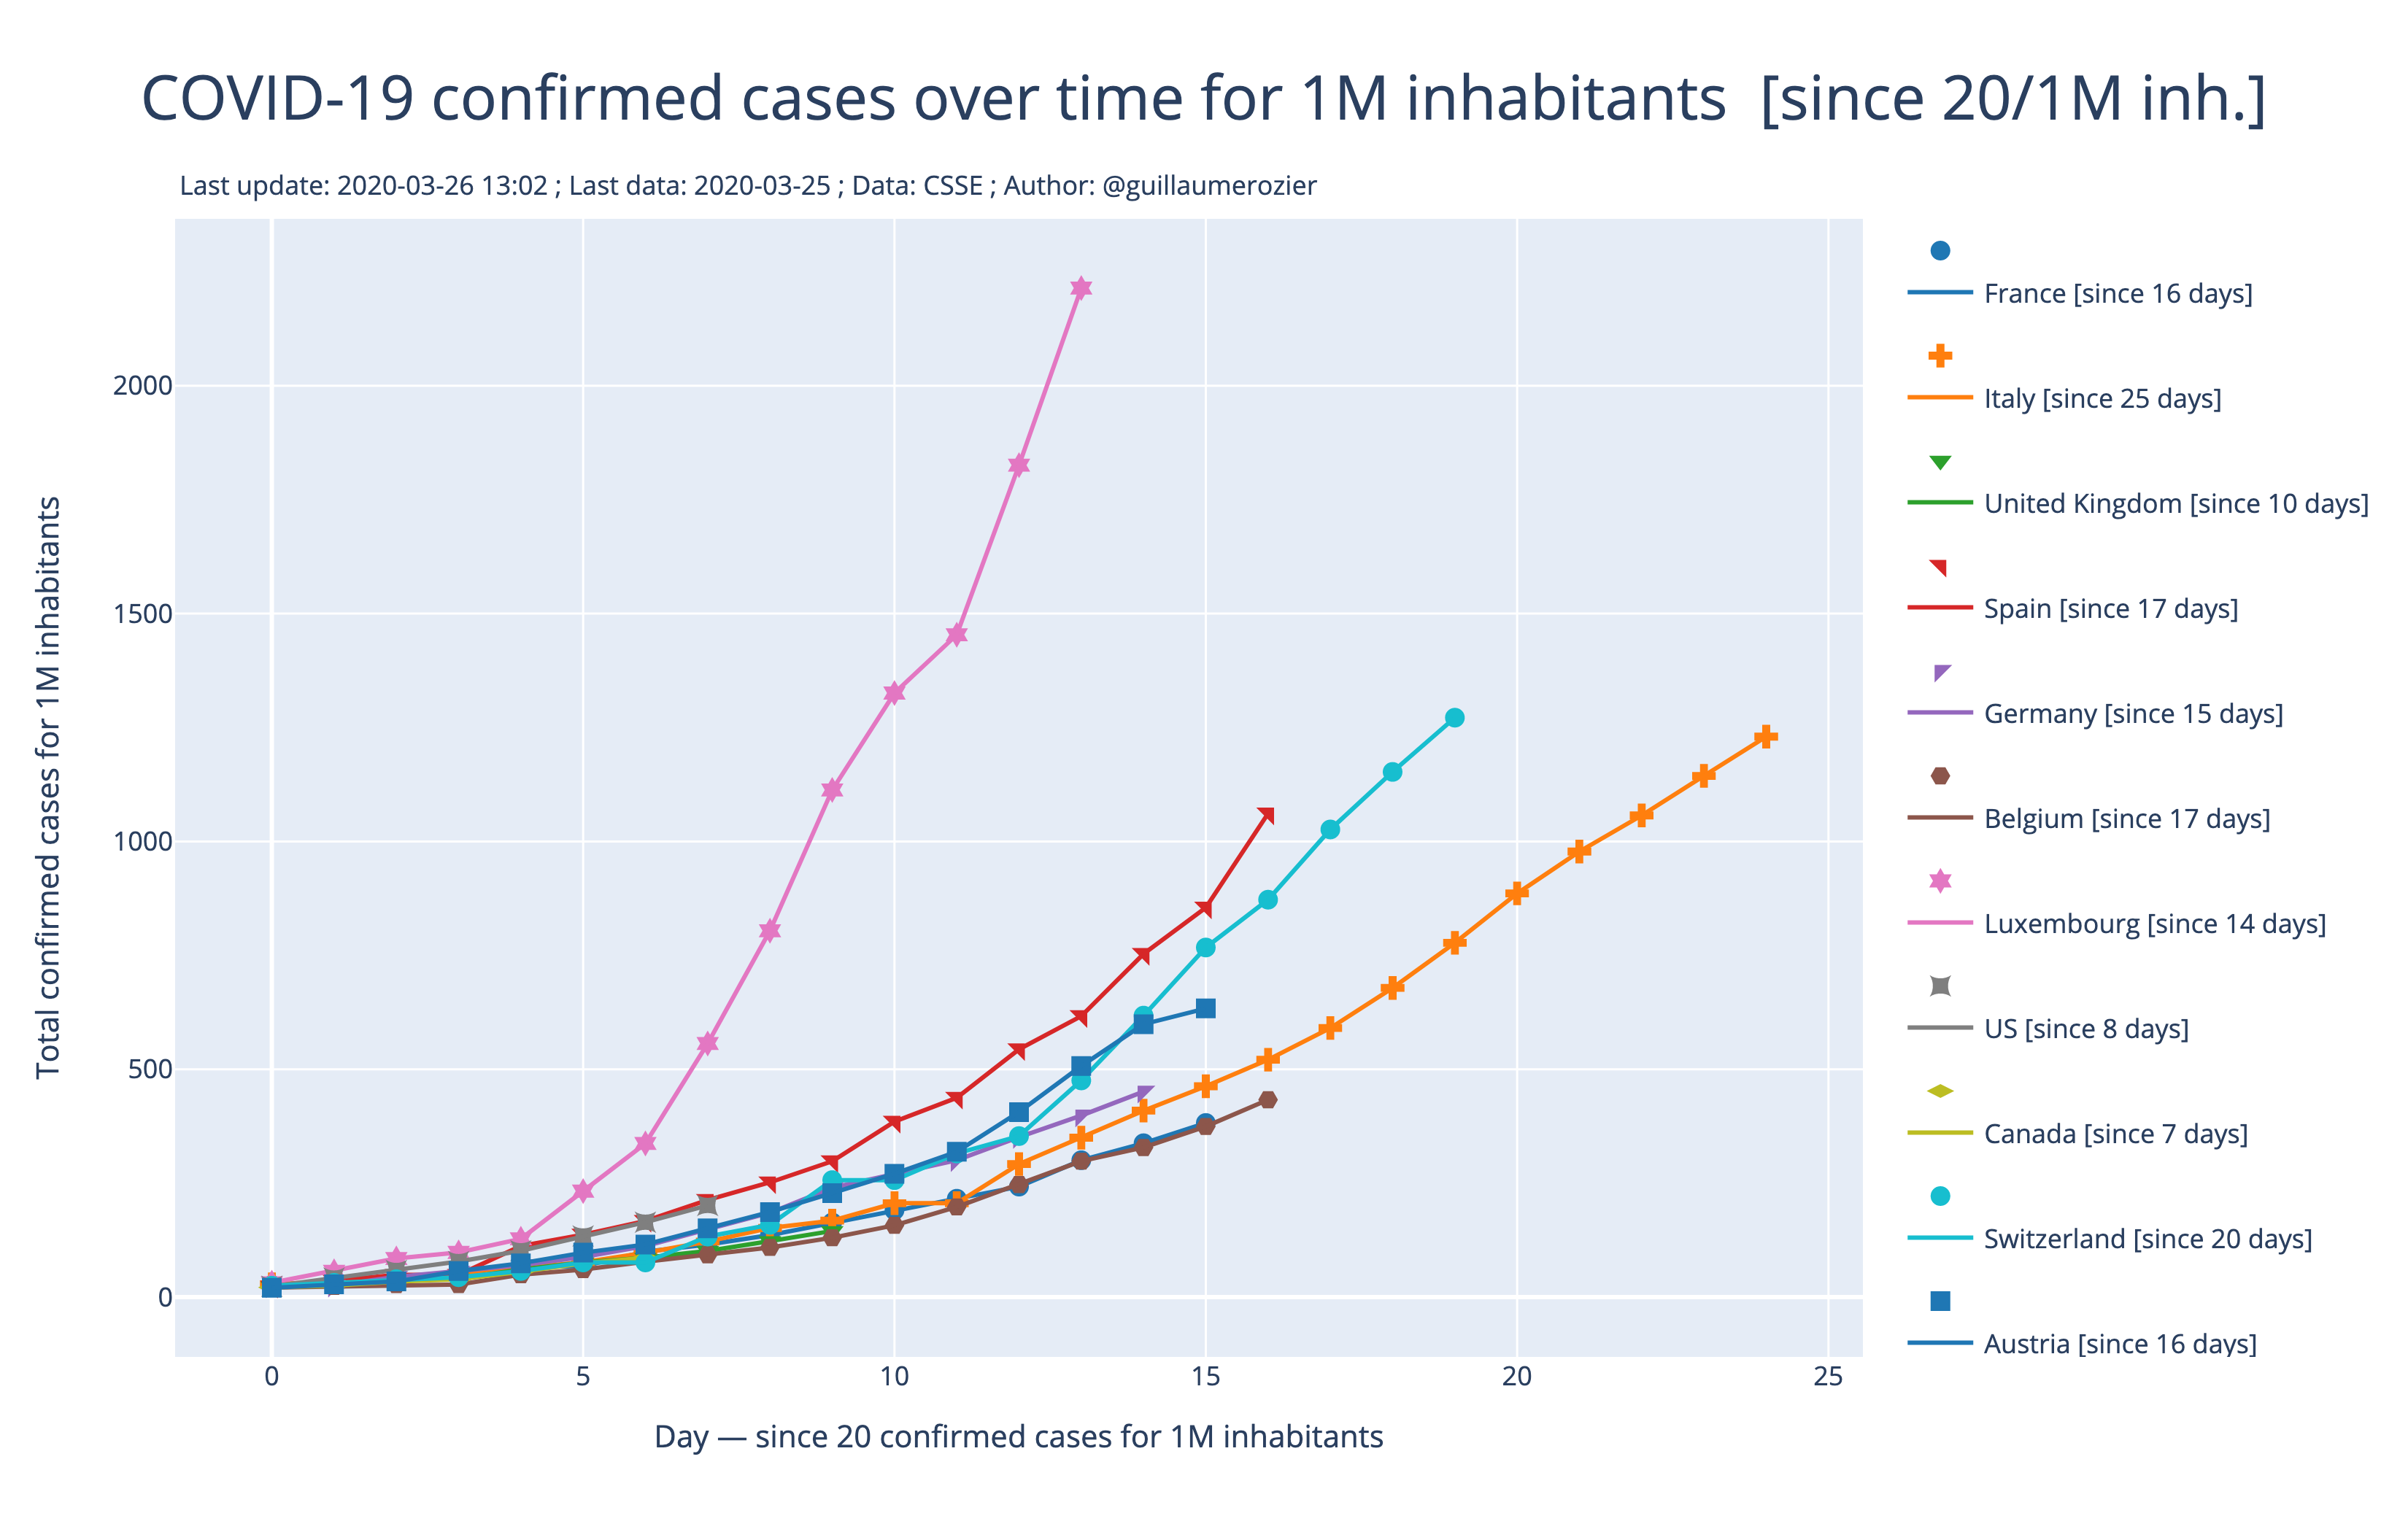 COVID-19 confirmed cases over time for 1M inhabitants [since 20/1M inh.]
Last update: 2020-03-26 13:02 ; Last data: 2020-03-25 ; Data: CSSE ; Author: @guillaumerozier
Total confirmed cases for 1M inhabitants
2000
1500
1000
500
0
0 5 10 15 20 25
Day — since 20 confirmed cases for 1M inhabitants
France [since 16 days]
Italy [since 25 days]
United Kingdom [since 10 days]
Spain [since 17 days]
Germany [since 15 days]
Belgium [since 17 days]
Luxembourg [since 14 days]
US [since 8 days]
Canada [since 7 days]
Switzerland [since 20 days]
Austria [since 16 days]